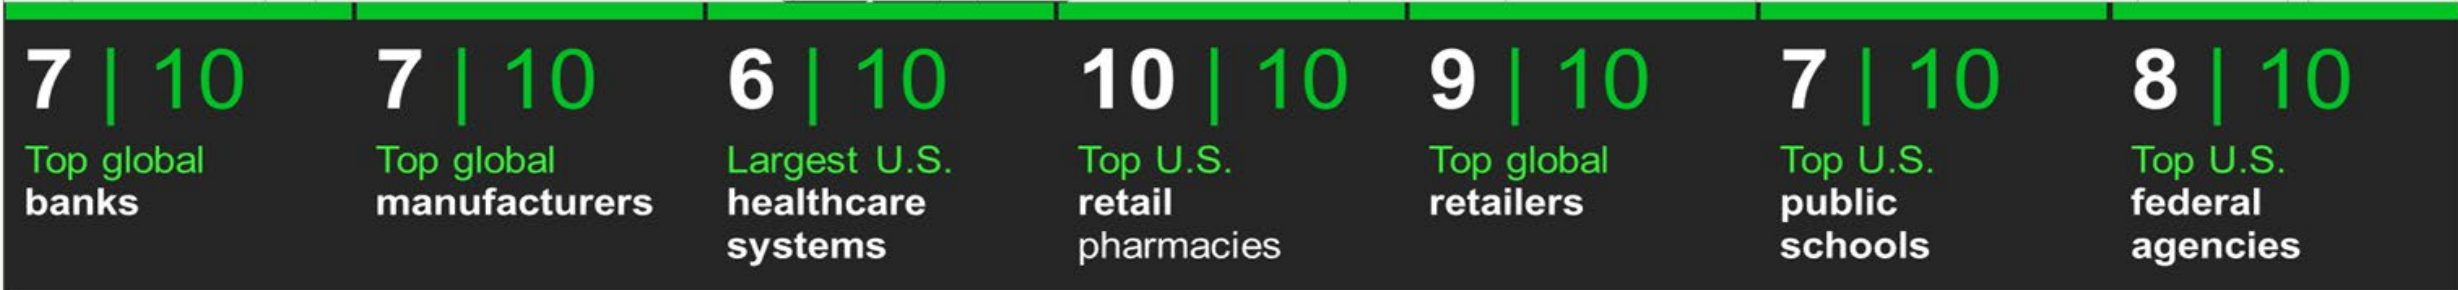 7 | 10
Top global
banks
7 | 10
Top global
manufacturers
6 | 10
Largest U.S.
healthcare
systems
10 | 10
Top U.S.
retail
pharmacies
9 | 10
Top global
retailers
7 | 10
Top U.S.
public
schools
8 | 10
Top U.S.
federal
agencies